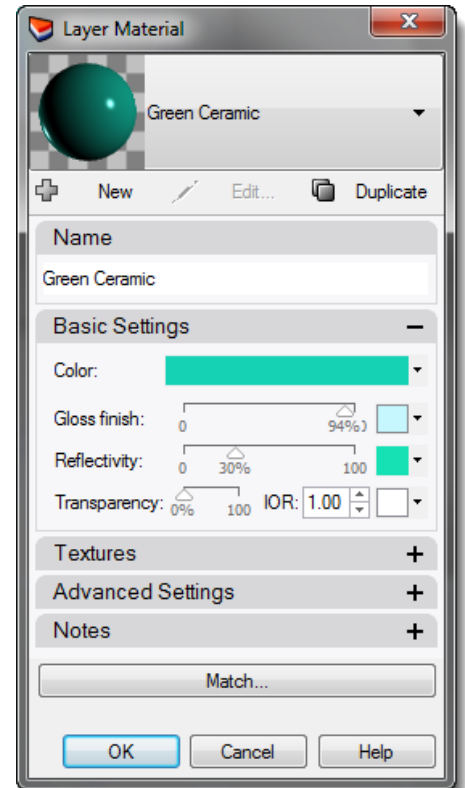 Layer Material
Green Ceramic
New Edit... Duplicate
Name
Green Ceramic
Basic Settings
Color:
Gloss finish: 0 94%)
Reflectivity: 0 30% 100
Transparency: 0% 100 IOR: 1.00
Textures
Advanced Settings
Notes
Match...
OK Cancel Help